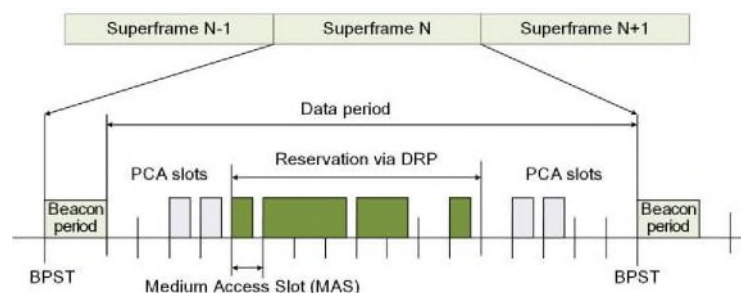 Superframe N-1
Superframe N
Superframe N+1
Data period
Reservation via DRP
PCA slots
PCA slots
Beacon
period
Beacon
period
BPST
BPST
Medium Access Slot (MAS)